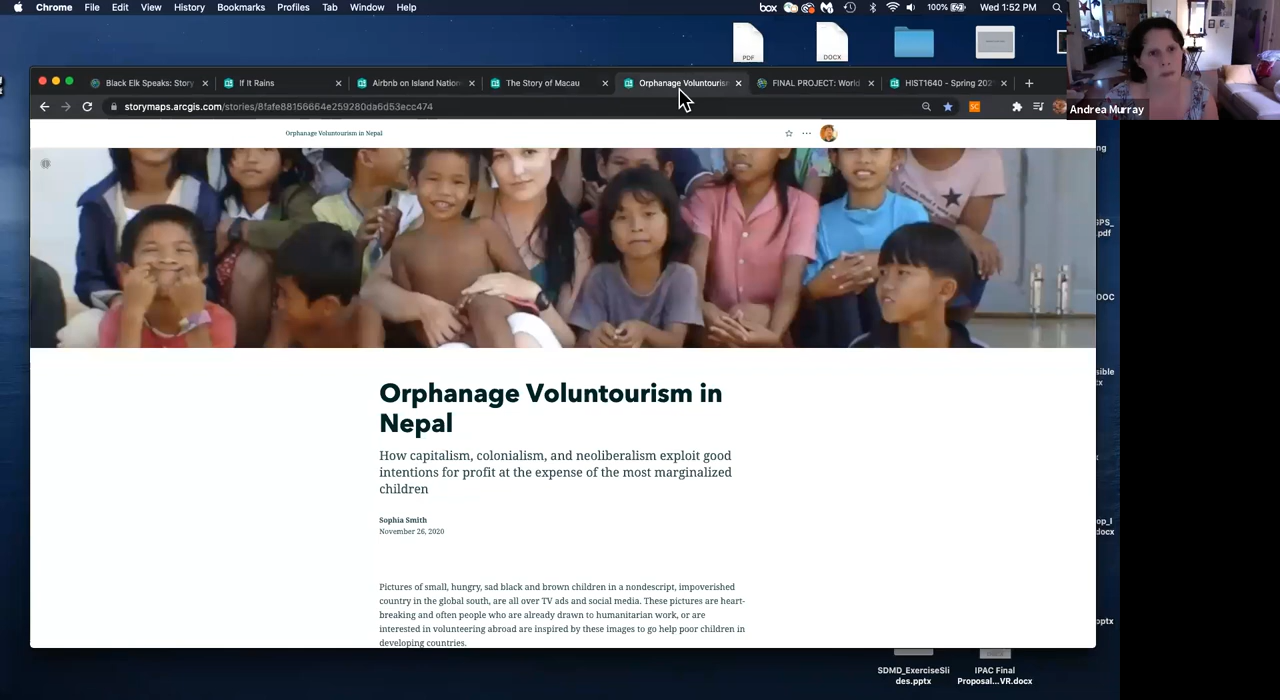 Chrome File Edit View History Bookmarks Profiles Tab Window Help box 100% Wed 1:52 PM
PDF DOCX
Black Elk Speaks: Story If It Rains Airbnb on Island Nation The Story of Macau Orphanage Voluntourism FINAL PROJECT: World HIST1640 - Spring 202
storymaps.arcgis.com/stories/8fafe88156664e259280da6d53ecc474
Andrea Murray
Orphanage Voluntourism in Nepal
Orphanage Voluntourism in
Nepal
How capitalism, colonialism, and neoliberalism exploit good
intentions for profit at the expense of the most marginalized
children
Sophia Smith
November 26, 2020
Pictures of small, hungry, sad black and brown children in a nondescript, impoverished
country in the global south, are all over TV ads and social media. These pictures are heart-
breaking and often people who are already drawn to humanitarian work, or are
interested in volunteering abroad are inspired by these images to go help poor children in
developing countries.
SDMD_ExerciseSli
des.pptx
IPAC Final
Proposal...VR.docx